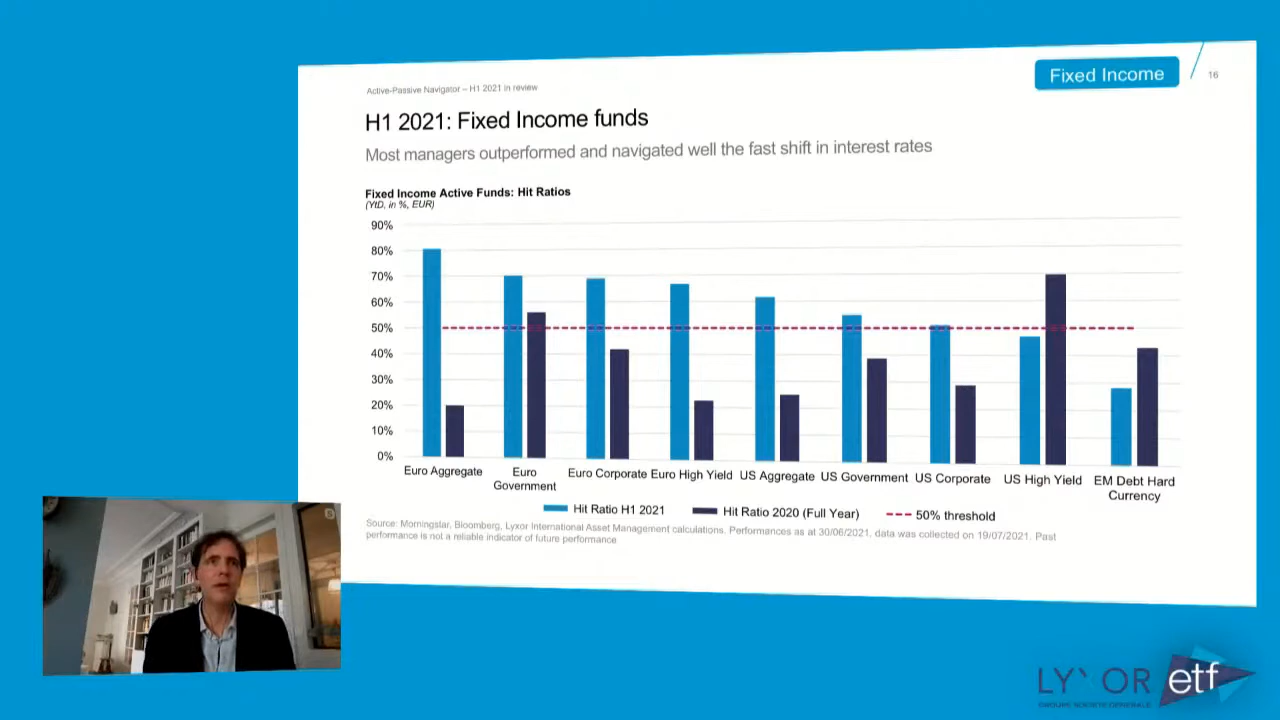 Active-Passive Navigator – H1 2021 in review
Fixed Income
16
H1 2021: Fixed Income funds
Most managers outperformed and navigated well the fast shift in interest rates
Fixed Income Active Funds: Hit Ratios
(YtD, in %, EUR)
90%
80%
70%
60%
50%
40%
30%
20%
10%
0%
Euro Aggregate
Euro
Government
Euro Corporate
Euro High Yield
US Aggregate
US Government
US Corporate
US High Yield
EM Debt Hard
Currency
Hit Ratio H1 2021
Hit Ratio 2020 (Full Year)
50% threshold
Source: Morningstar, Bloomberg, Lyxor International Asset Management calculations. Performances as at 30/06/2021, data was collected on 19/07/2021. Past
performance is not a reliable indicator of future performance
LYXOR etf
GROUPE SOCIETE GENERALE